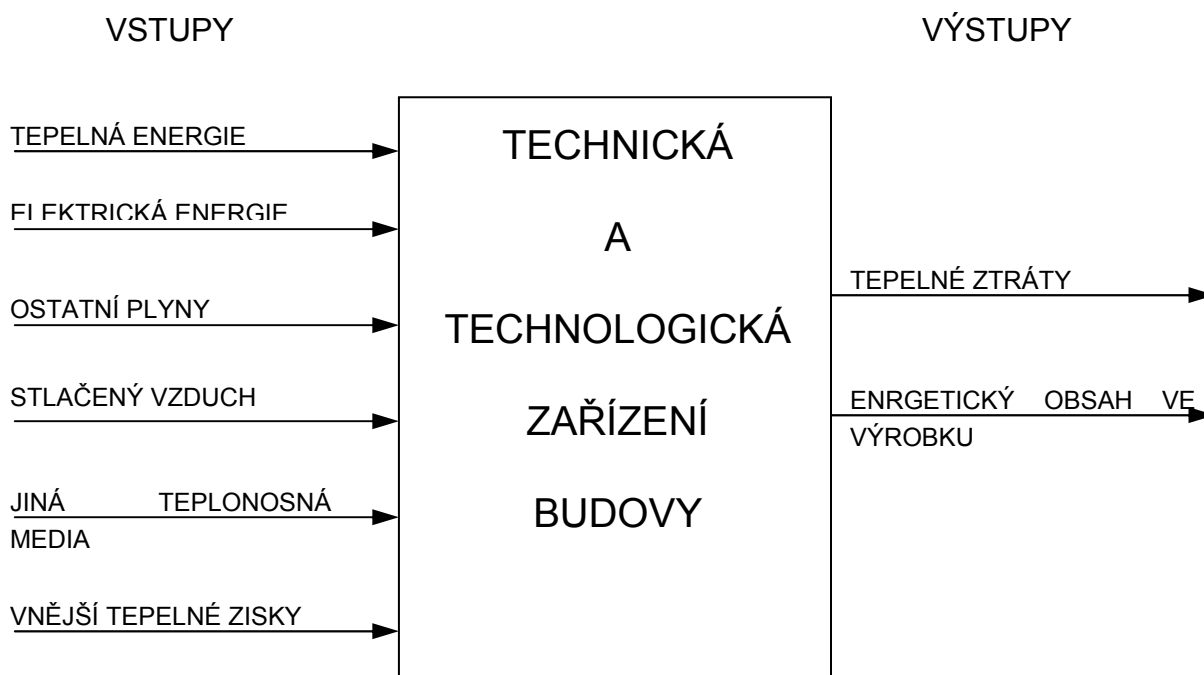 VSTUPY
VÝSTUPY
TEPELNÁ ENERGIE
ELEKTRICKÁ ENERGIE
OSTATNÍ PLYNY
STLAČENÝ VZDUCH
JINÁ TEPLONOSNÁ
MEDIA
VNĚJŠÍ TEPELNÉ ZISKY
TECHNICKÁ
A
TECHNOLOGICKÁ
ZAŘÍZENÍ
BUDOVY
TEPELNÉ ZTRÁTY
ENRGETICKÝ OBSAH VE
VÝROBKU